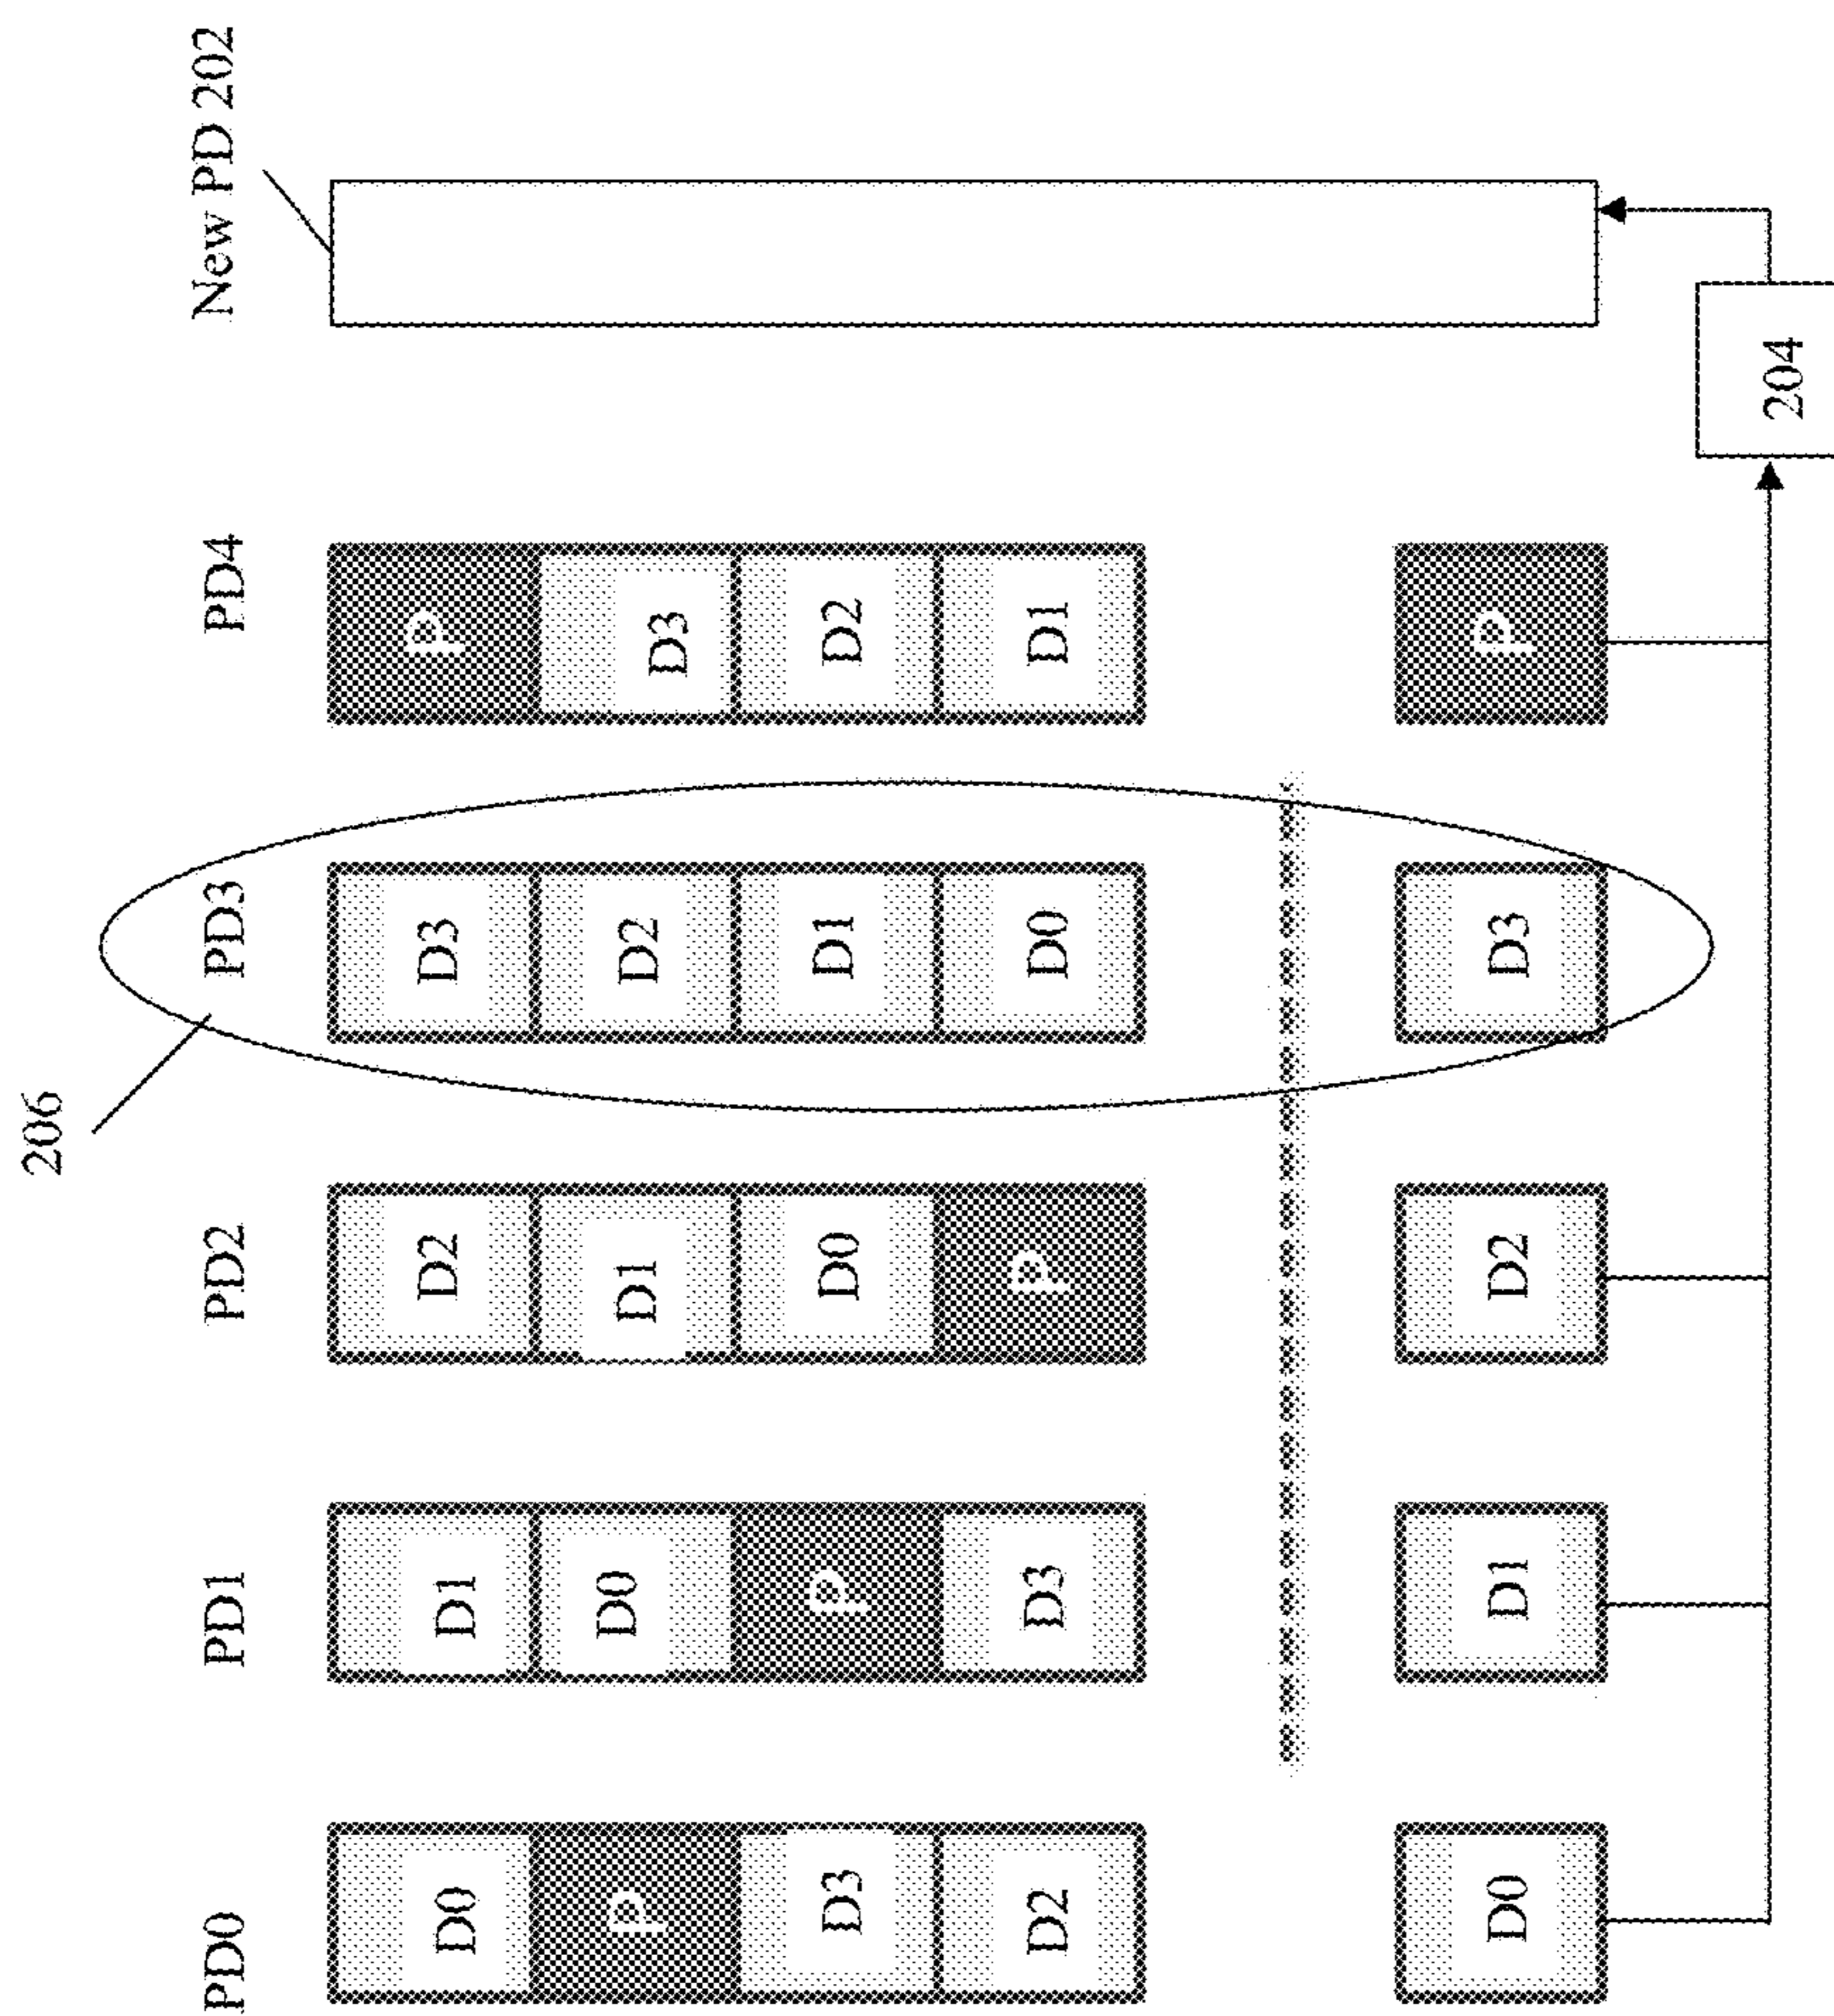 206
PD0 PD1 PD2 PD3 PD4 New PD 202
D0 D1 D2 D3 P
P D0 D1 D2 D3
D3 P D0 D1 D2
D2 D3 P D0 D1
D0 D1 D2 D3 P
204